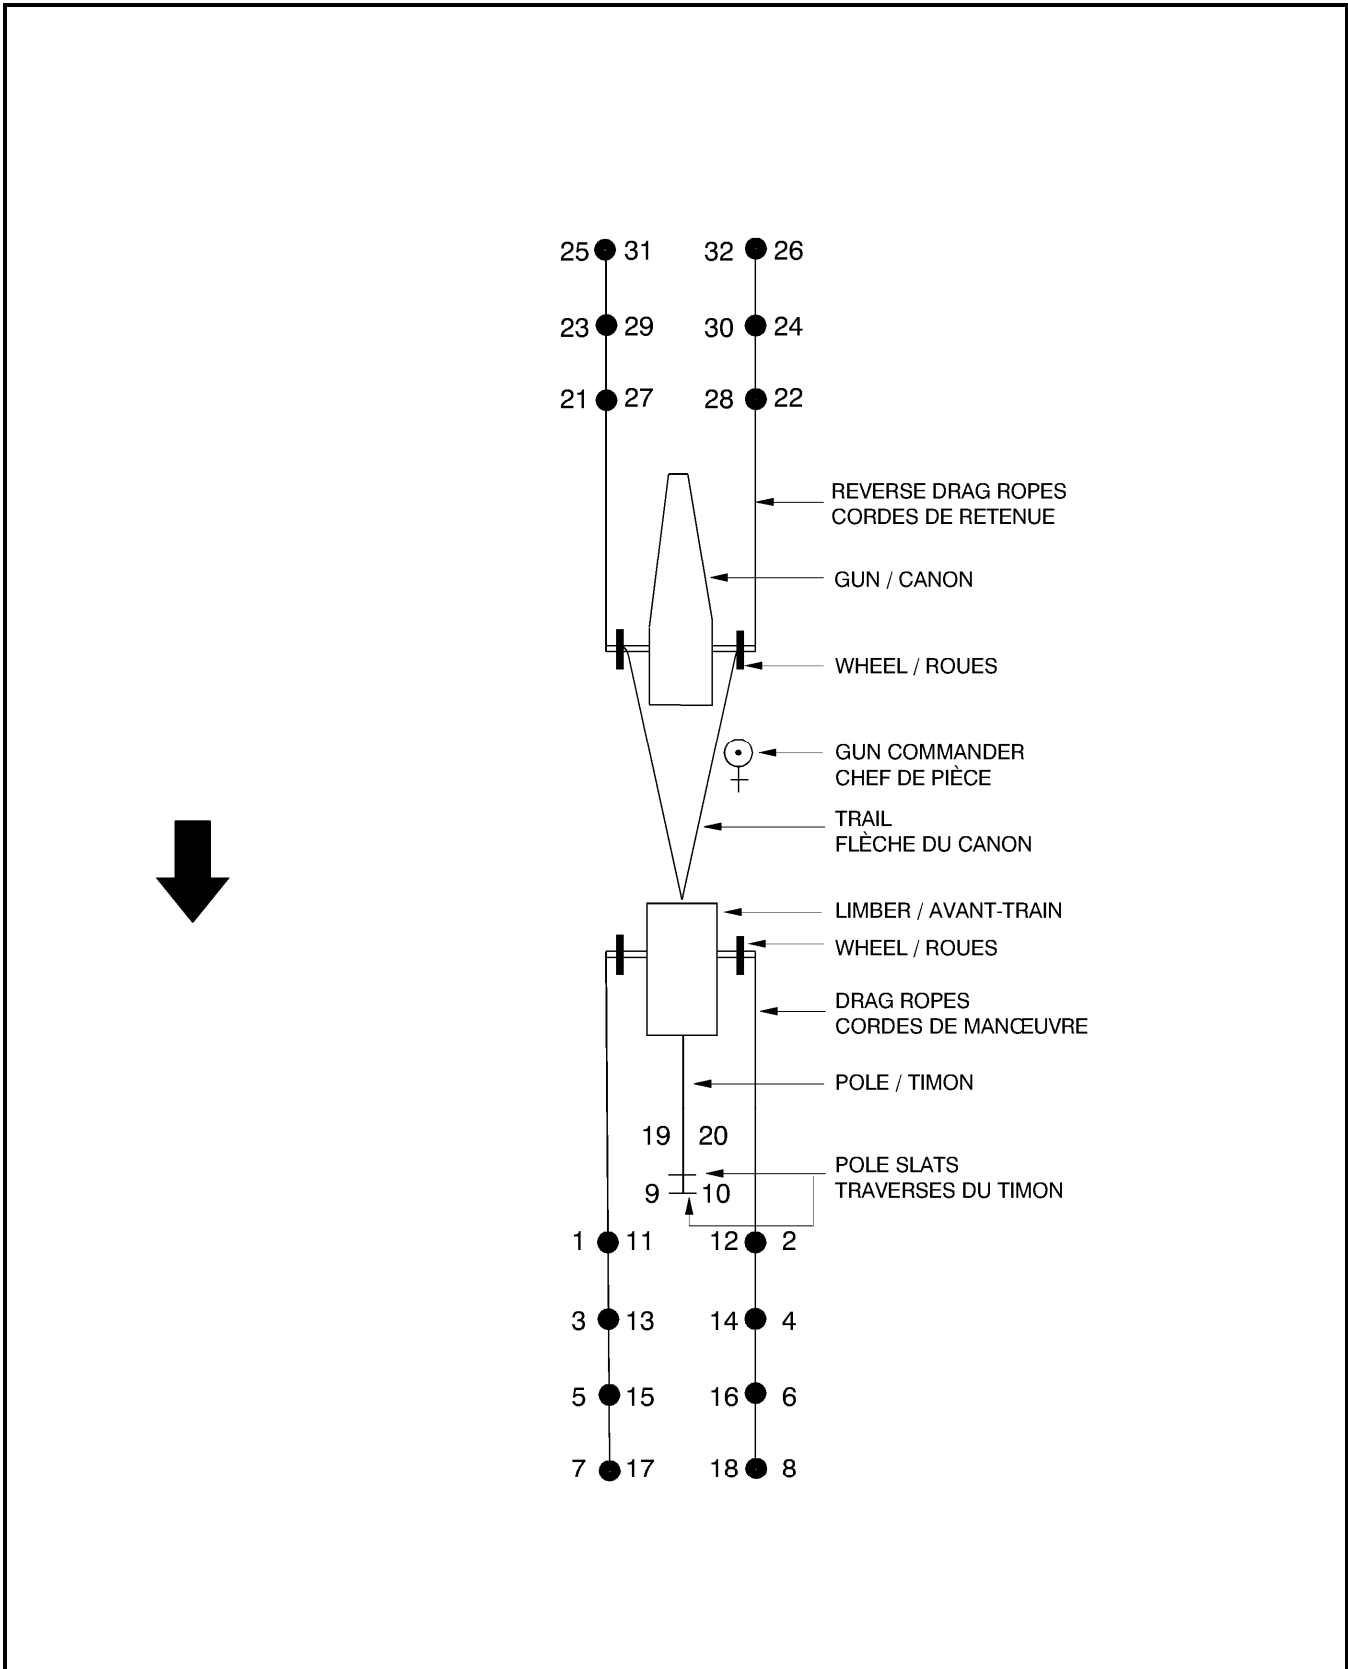 25 31 32 26
23 29 30 24
21 27 28 22
REVERSE DRAG ROPES
CORDES DE RETENUE
GUN / CANON
WHEEL / ROUES
GUN COMMANDER
CHEF DE PIÈCE
TRAIL
FLÈCHE DU CANON
LIMBER / AVANT-TRAIN
WHEEL / ROUES
DRAG ROPES
CORDES DE MANŒUVRE
POLE / TIMON
19 20
POLE SLATS
TRAVERSES DU TIMON
9 10
1 11 12 2
3 13 14 4
5 15 16 6
7 17 18 8